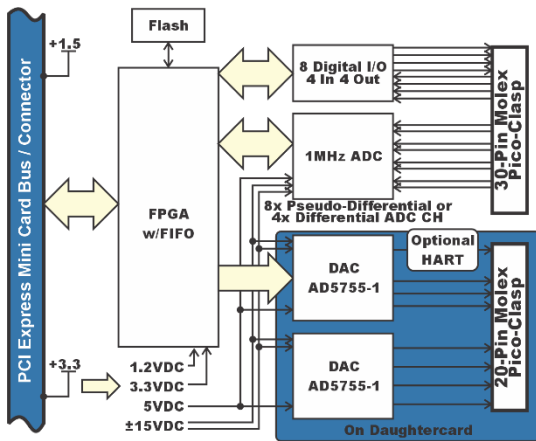 PCI Express Mini Card Bus / Connector
+1.5
+3.3
Flash
FPGA
w/FIFO
8 Digital I/O
4 In 4 Out
1MHz ADC
30-Pin Molex
Pico-Clasp
8x Pseudo-Differential or
4x Differential ADC CH
Optional
HART
DAC
AD5755-1
DAC
AD5755-1
20-Pin Molex
Pico-Clasp
1.2VDC
3.3VDC
5VDC
±15VDC
On Daughtercard